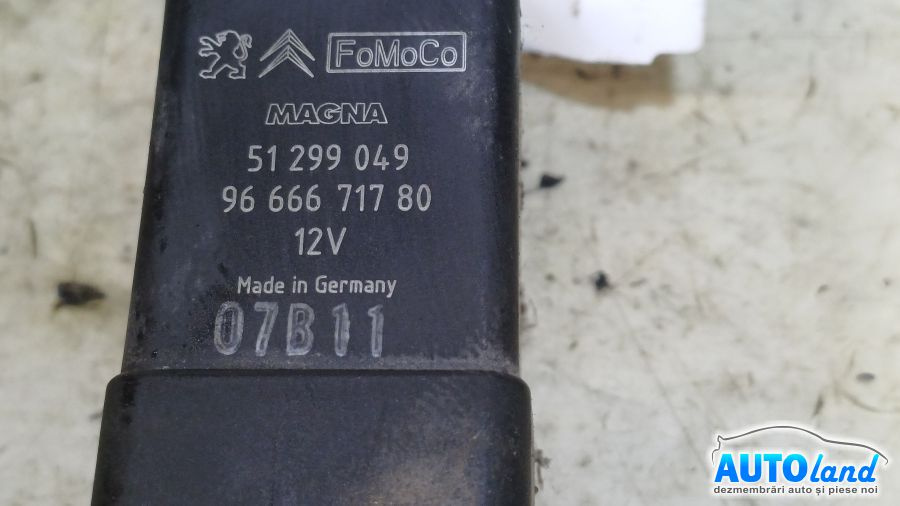 FoMoCo
MAGNA
51 299 049
96 666 717 80
12V
Made in Germany
07B11
AUTOland
dezmembrări auto și piese noi